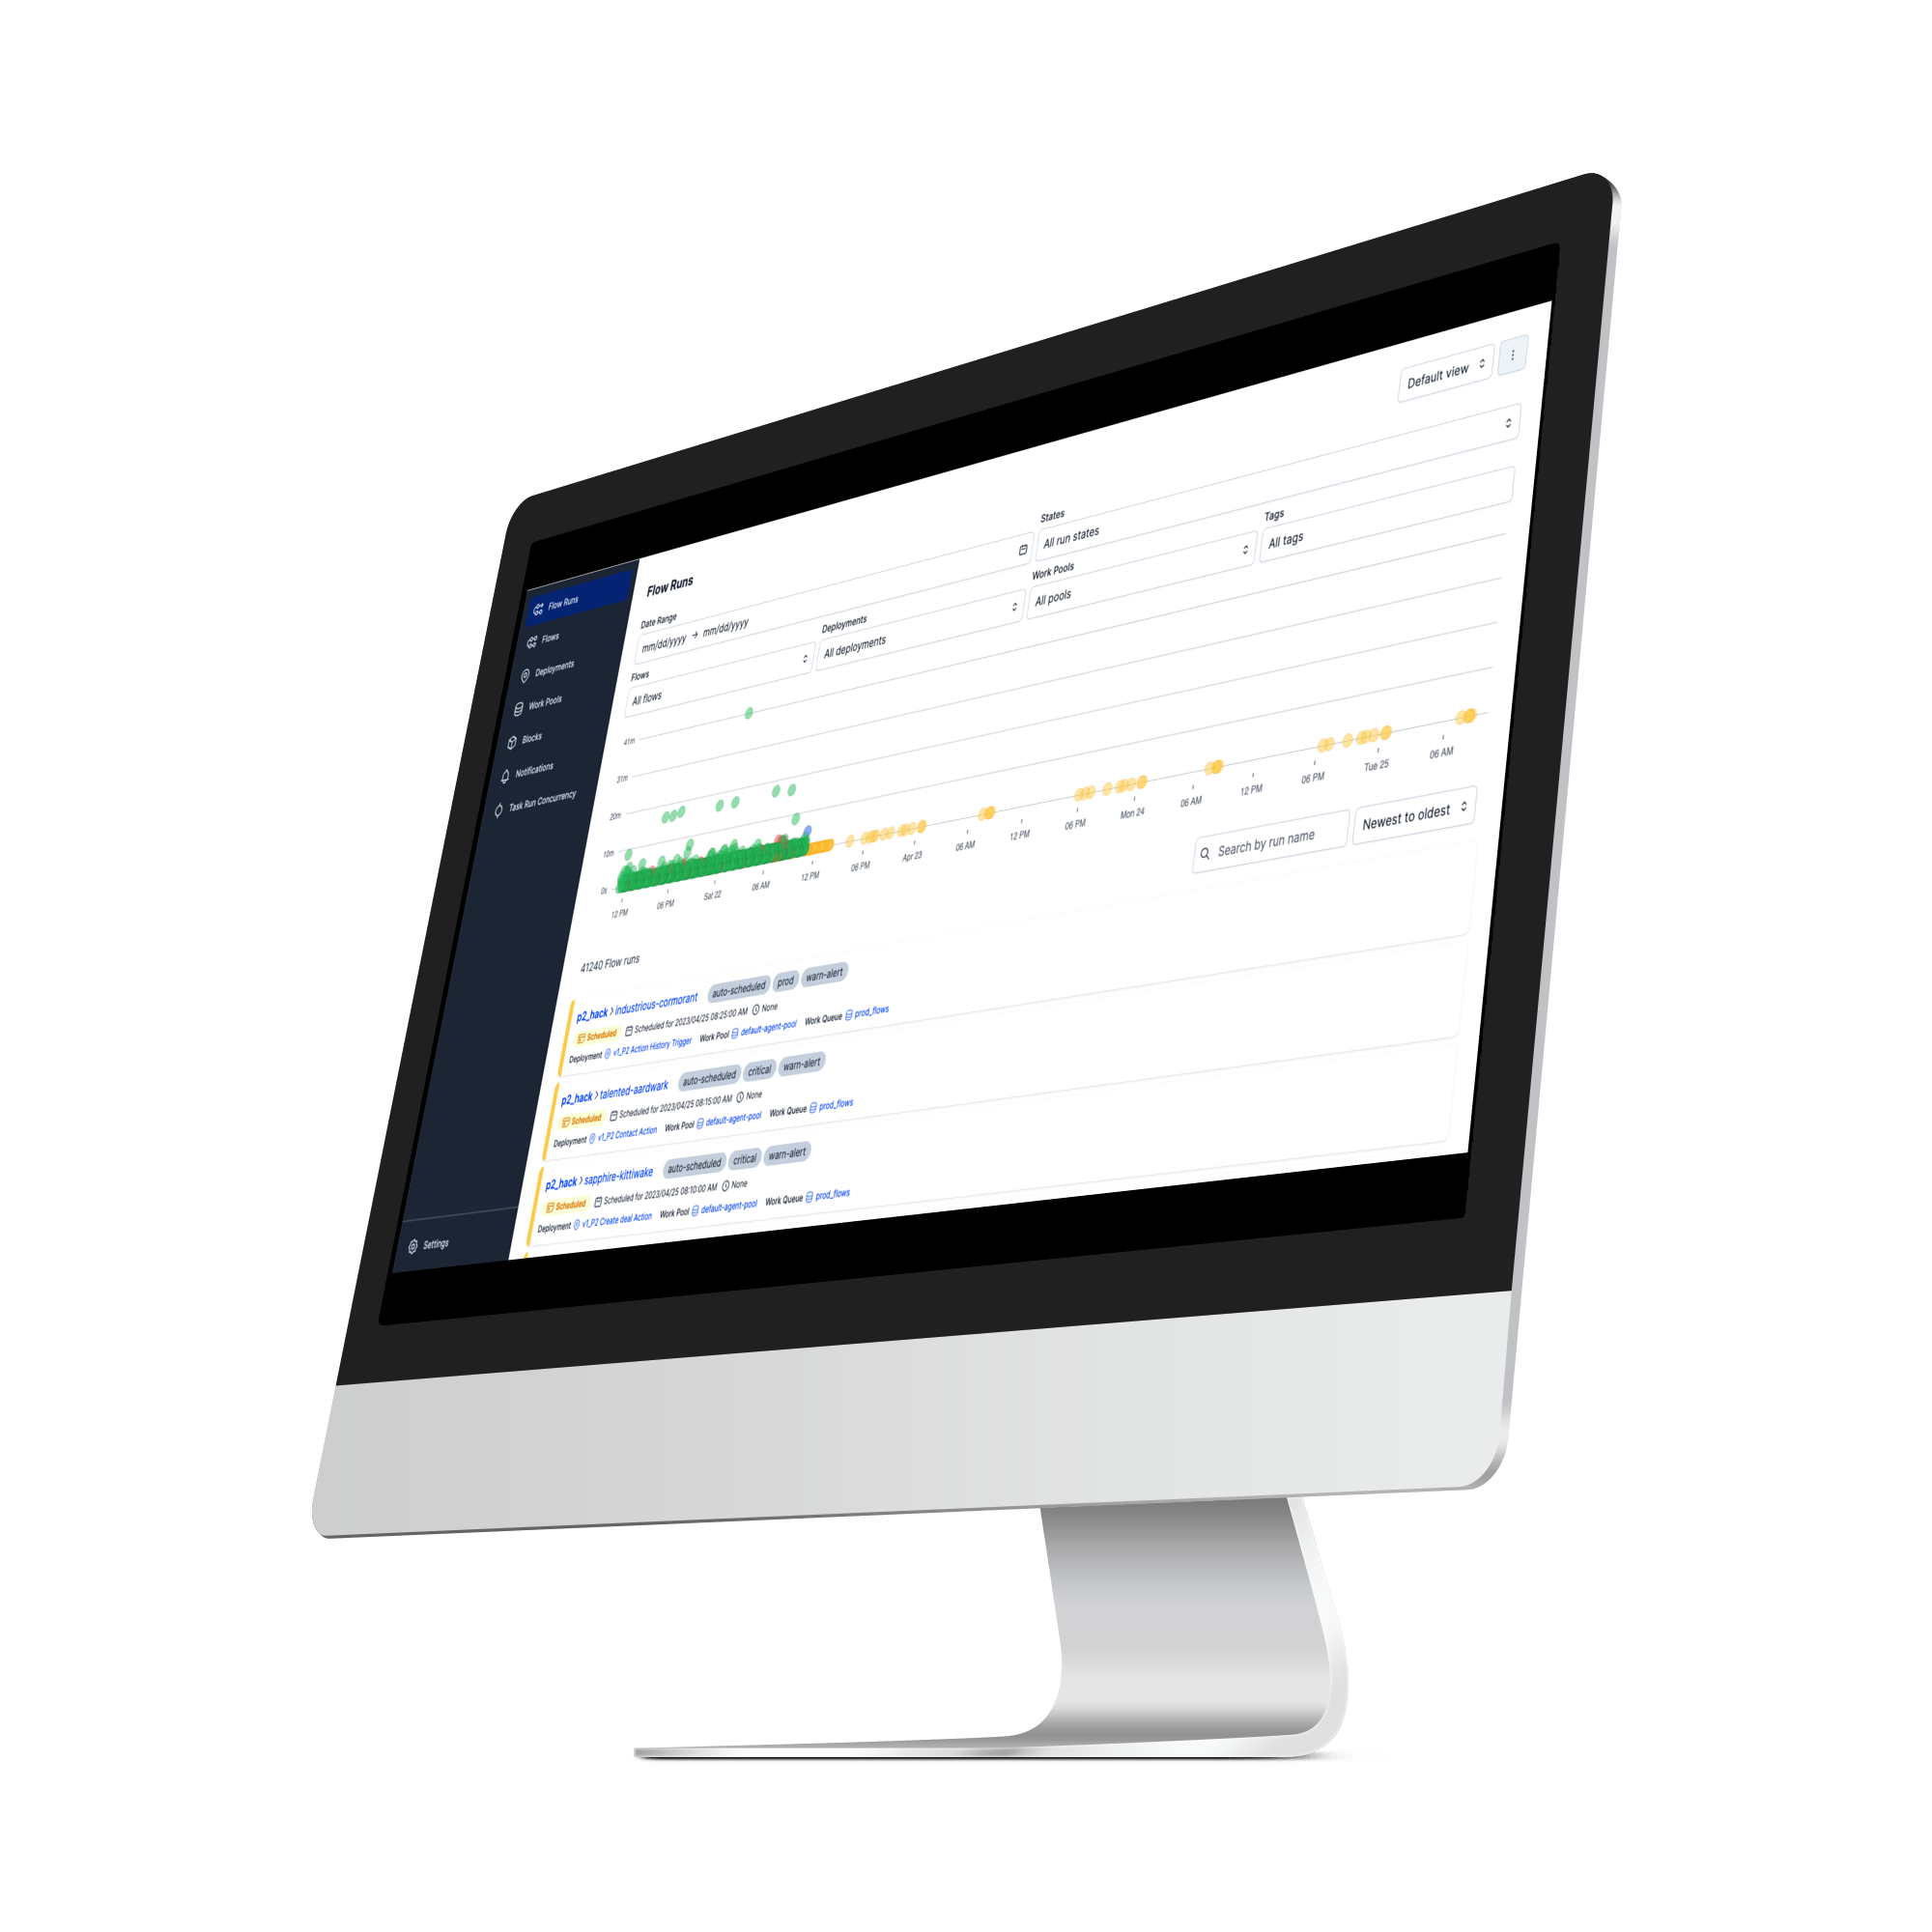 Flow Runs
Flows
Deployments
Work Pools
Blocks
Notifications
Task Run Concurrency
Settings
Flow Runs
Default view
Date Range
mm/dd/yyyy → mm/dd/yyyy
States
All run states
Flows
All flows
Deployments
All deployments
Work Pools
All pools
Tags
All tags
41m
31m
20m
10m
0s
12 PM 06 PM Sat 22 06 AM 12 PM 06 PM Apr 23 06 AM 12 PM 06 PM Mon 24 06 AM 12 PM 06 PM Tue 25 06 AM
41240 Flow runs
Search by run name
Newest to oldest
p2_hack > industrious-cormorant auto-scheduled prod warn-alert
Scheduled Scheduled for 2023/04/25 08:25:00 AM None
Deployment v1_P2 Action History Trigger Work Pool default-agent-pool Work Queue prod_flows
p2_hack > talented-aardwark auto-scheduled critical warn-alert
Scheduled Scheduled for 2023/04/25 08:15:00 AM None
Deployment v1_P2 Contact Action Work Pool default-agent-pool Work Queue prod_flows
p2_hack > sapphire-kittiwake auto-scheduled critical warn-alert
Scheduled Scheduled for 2023/04/25 08:10:00 AM None
Deployment v1_P2 Create deal Action Work Pool default-agent-pool Work Queue prod_flows